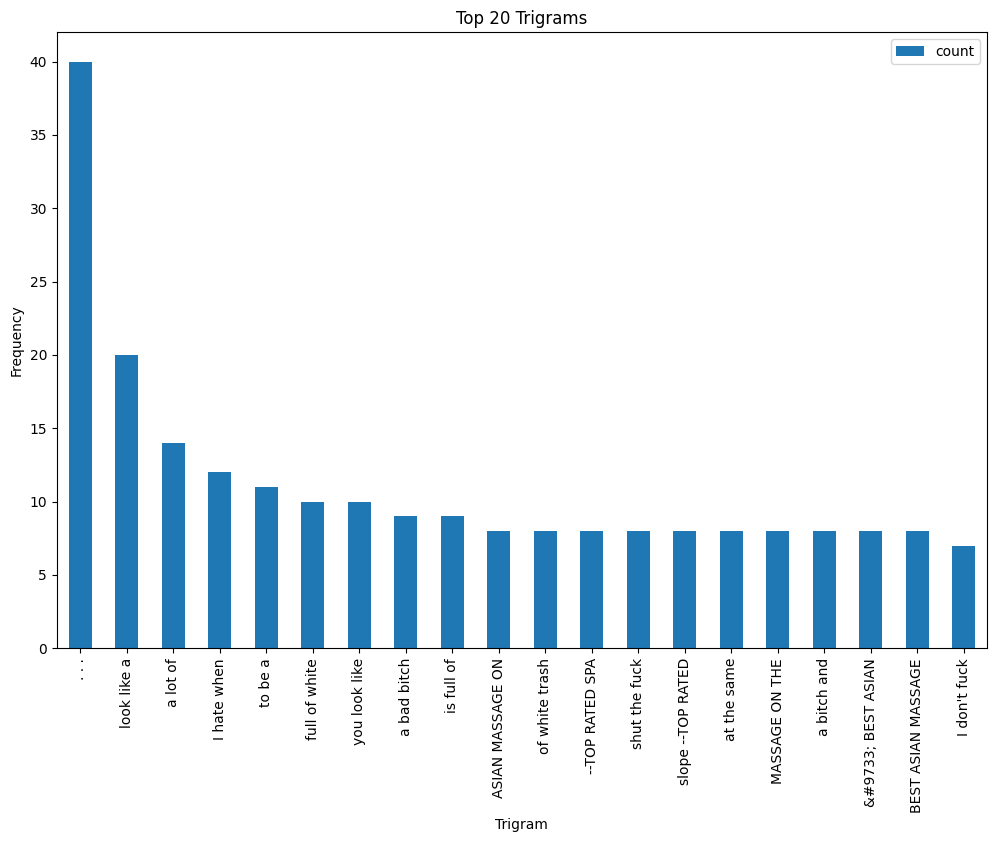 Top 20 Trigrams
count
40
35
30
25
20
15
10
5
0
Frequency
. . .
look like a
a lot of
I hate when
to be a
full of white
you look like
a bad bitch
is full of
ASIAN MASSAGE ON
of white trash
--TOP RATED SPA
shut the fuck
slope --TOP RATED
at the same
MASSAGE ON THE
a bitch and
&#9733; BEST ASIAN
BEST ASIAN MASSAGE
I don't fuck
Trigram